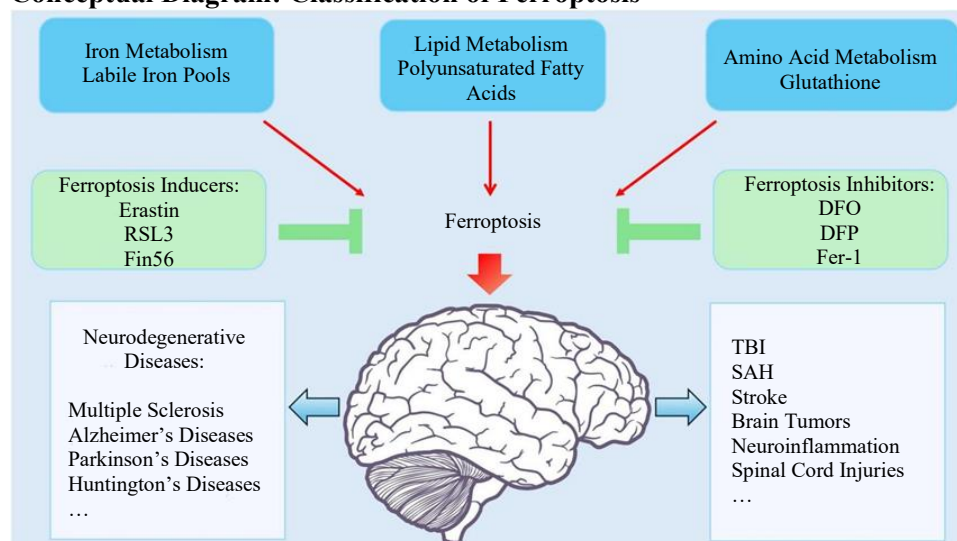 Conceptual Diagram: Classification of Ferroptosis
Iron Metabolism
Labile Iron Pools
Lipid Metabolism
Polyunsaturated Fatty
Acids
Amino Acid Metabolism
Glutathione
Ferroptosis Inducers:
Erastin
RSL3
Fin56
Ferroptosis
Ferroptosis Inhibitors:
DFO
DFP
Fer-1
Neurodegenerative
Diseases:
Multiple Sclerosis
Alzheimer's Diseases
Parkinson's Diseases
Huntington's Diseases
…
TBI
SAH
Stroke
Brain Tumors
Neuroinflammation
Spinal Cord Injuries
…